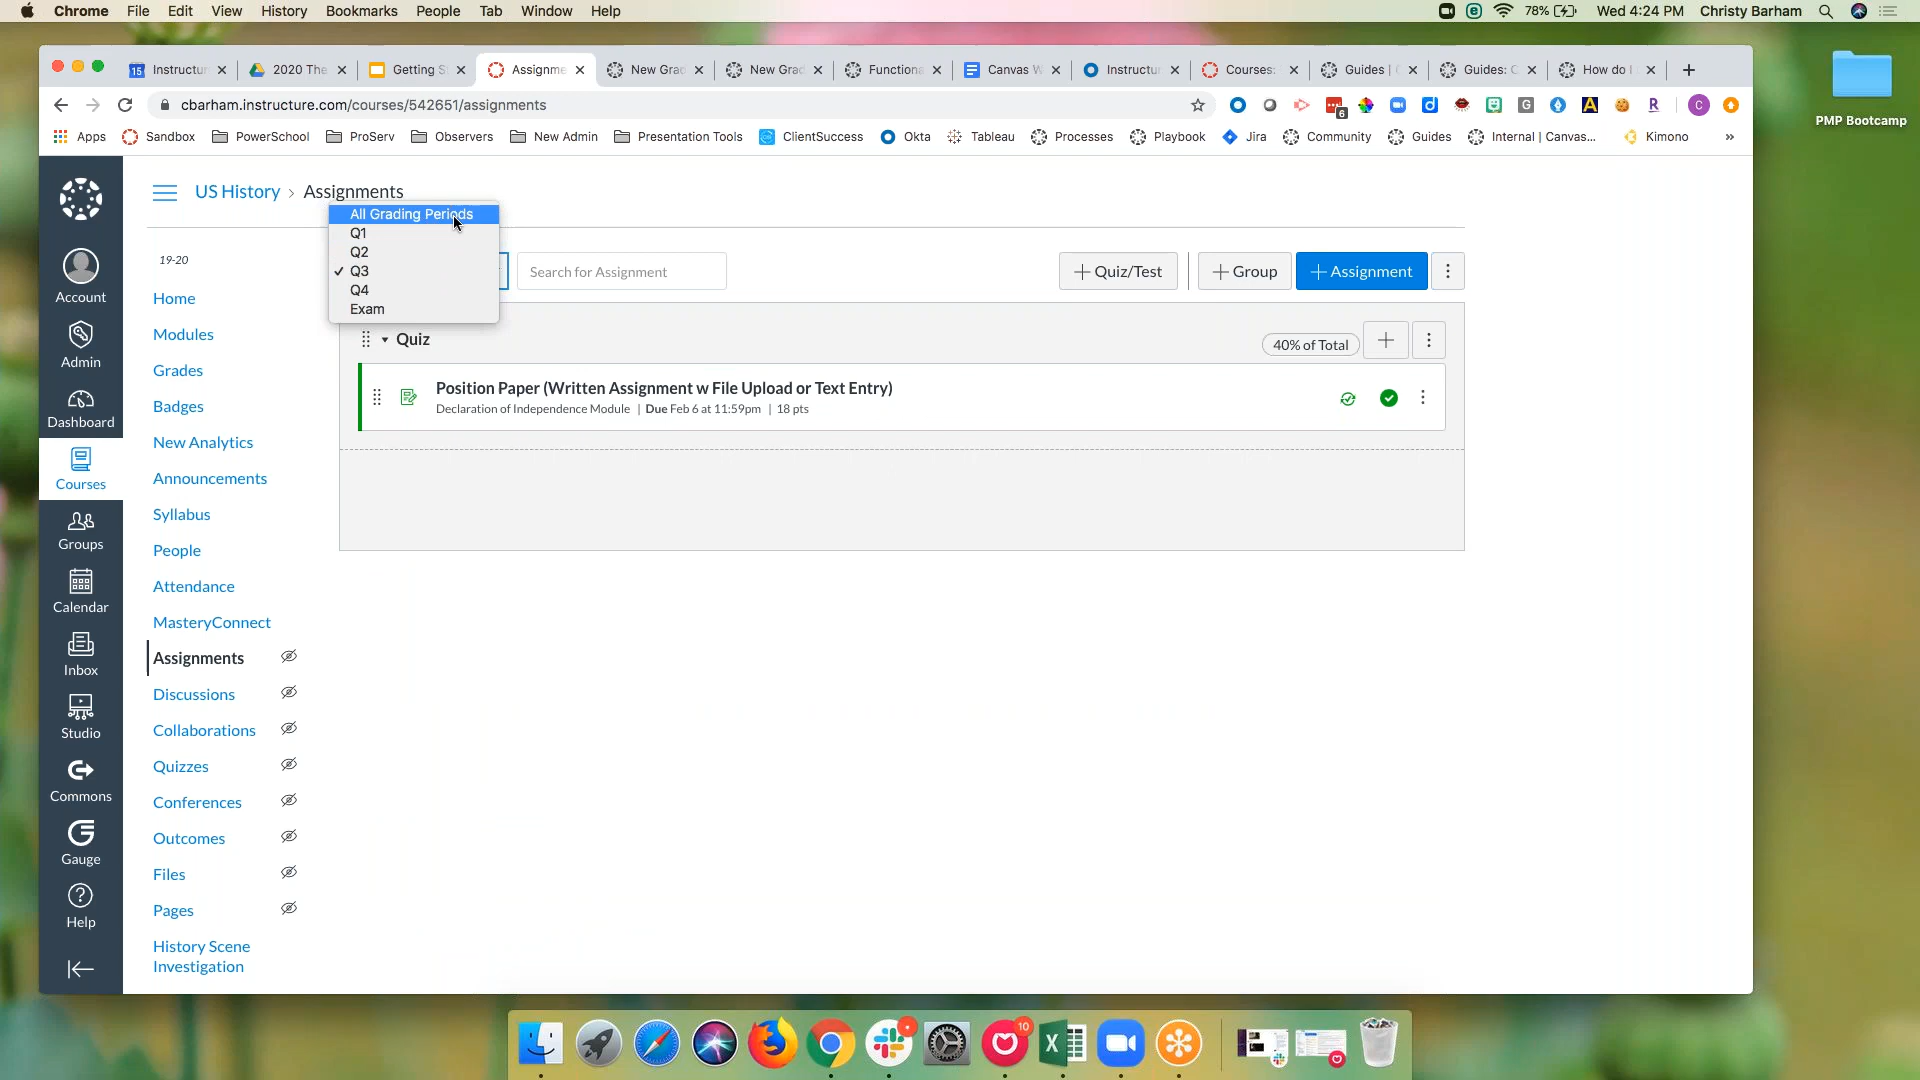 Chrome File Edit View History Bookmarks People Tab Window Help
78% Wed 4:24 PM Christy Barham
Instructur
2020 The
Getting S
Assignme
New Grad
New Grad
Functiona
Canvas W
Instructur
Courses:
Guides |
Guides: C
How do I
cbarham.instructure.com/courses/542651/assignments
6
G
A
R
C
Apps Sandbox PowerSchool ProServ Observers New Admin Presentation Tools ClientSuccess Okta Tableau Processes Playbook Jira Community Guides Internal | Canvas... Kimono »
PMP Bootcamp
US History › Assignments
All Grading Periods
Q1
Q2
✓ Q3
Q4
Exam
Search for Assignment
+ Quiz/Test
+ Group
+ Assignment
Account
Admin
Dashboard
Courses
Groups
Calendar
Inbox
Studio
Commons
Gauge
Help
19-20
Home
Modules
Grades
Badges
New Analytics
Announcements
Syllabus
People
Attendance
MasteryConnect
Assignments
Discussions
Collaborations
Quizzes
Conferences
Outcomes
Files
Pages
History Scene
Investigation
Quiz
40% of Total
Position Paper (Written Assignment w File Upload or Text Entry)
Declaration of Independence Module | Due Feb 6 at 11:59pm | 18 pts
10